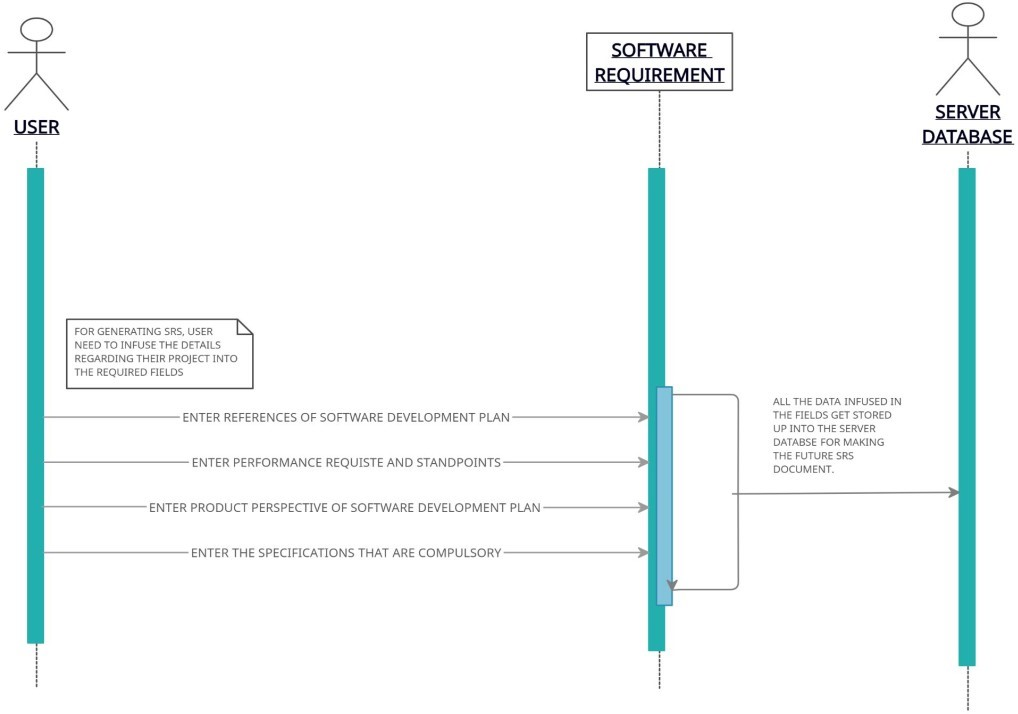 USER
SOFTWARE
REQUIREMENT
SERVER
DATABASE
FOR GENERATING SRS, USER
NEED TO INFUSE THE DETAILS
REGARDING THEIR PROJECT INTO
THE REQUIRED FIELDS
ENTER REFERENCES OF SOFTWARE DEVELOPMENT PLAN
ENTER PERFORMANCE REQUISTE AND STANDPOINTS
ENTER PRODUCT PERSPECTIVE OF SOFTWARE DEVELOPMENT PLAN
ENTER THE SPECIFICATIONS THAT ARE COMPULSORY
ALL THE DATA INFUSED IN
THE FIELDS GET STORED
UP INTO THE SERVER
DATABSE FOR MAKING
THE FUTURE SRS
DOCUMENT.